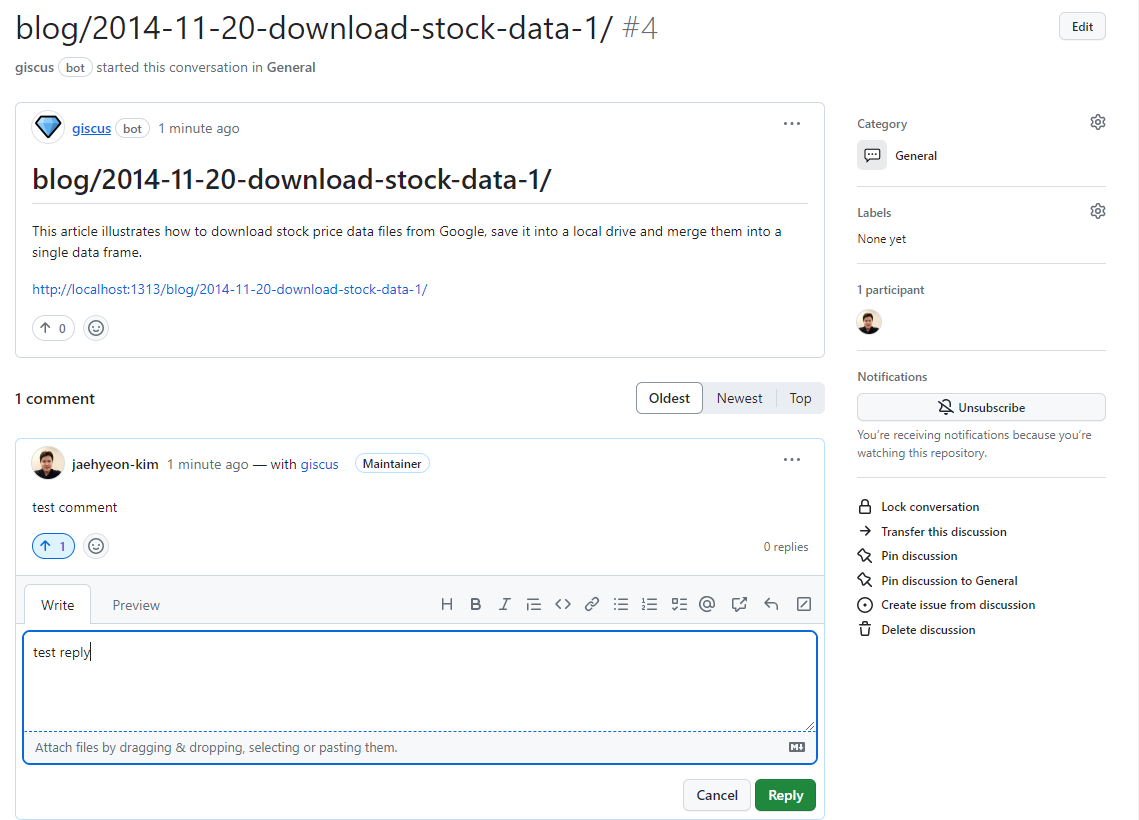 blog/2014-11-20-download-stock-data-1/ #4
Edit
giscus bot started this conversation in General
giscus bot 1 minute ago
blog/2014-11-20-download-stock-data-1/
This article illustrates how to download stock price data files from Google, save it into a local drive and merge them into a
single data frame.
http://localhost:1313/blog/2014-11-20-download-stock-data-1/
0
1 comment
Oldest Newest Top
jaehyeon-kim 1 minute ago — with giscus Maintainer
test comment
1
0 replies
Write Preview
test reply
Attach files by dragging & dropping, selecting or pasting them.
Cancel Reply
Category
General
Labels
None yet
1 participant
Notifications
Unsubscribe
You're receiving notifications because you're
watching this repository.
Lock conversation
Transfer this discussion
Pin discussion
Pin discussion to General
Create issue from discussion
Delete discussion